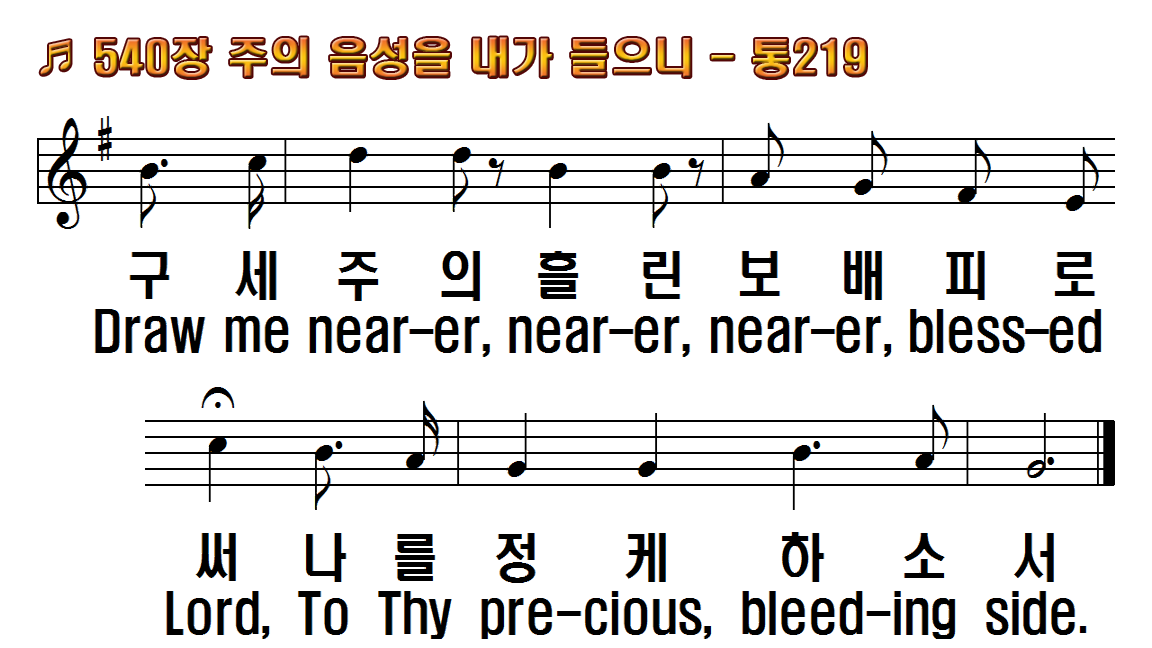 ♬ 540장 주의 음성을 내가 들으니 - 통219
구 세 주 의 흘 린 보 배 피 로
Draw me near-er, near-er, near-er, bless-ed
써 나 를 정 케 하 소 서
Lord, To Thy pre-cious, bleed-ing side.